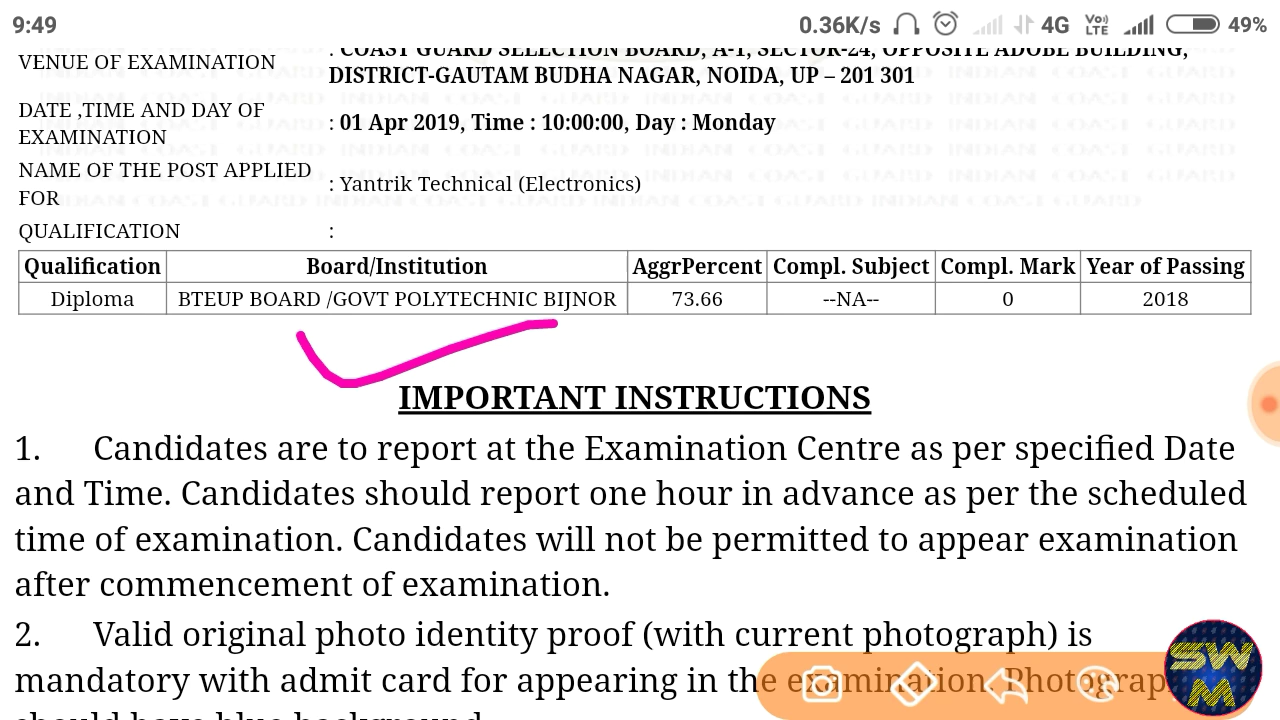 9:49 0.36K/s 4G Vo)) LTE 49%
VENUE OF EXAMINATION : COAST GUARD SELECTION BOARD, A-1, SECTOR-24, OPPOSITE ADOBE BUILDING,
DISTRICT-GAUTAM BUDHA NAGAR, NOIDA, UP – 201 301
DATE ,TIME AND DAY OF
EXAMINATION : 01 Apr 2019, Time : 10:00:00, Day : Monday
NAME OF THE POST APPLIED
FOR : Yantrik Technical (Electronics)
QUALIFICATION :
Qualification Board/Institution AggrPercent Compl. Subject Compl. Mark Year of Passing
Diploma BTEUP BOARD /GOVT POLYTECHNIC BIJNOR 73.66 --NA-- 0 2018
IMPORTANT INSTRUCTIONS
1. Candidates are to report at the Examination Centre as per specified Date
and Time. Candidates should report one hour in advance as per the scheduled
time of examination. Candidates will not be permitted to appear examination
after commencement of examination.
2. Valid original photo identity proof (with current photograph) is
mandatory with admit card for appearing in the examination. Photograph
should have blue background
SW
M